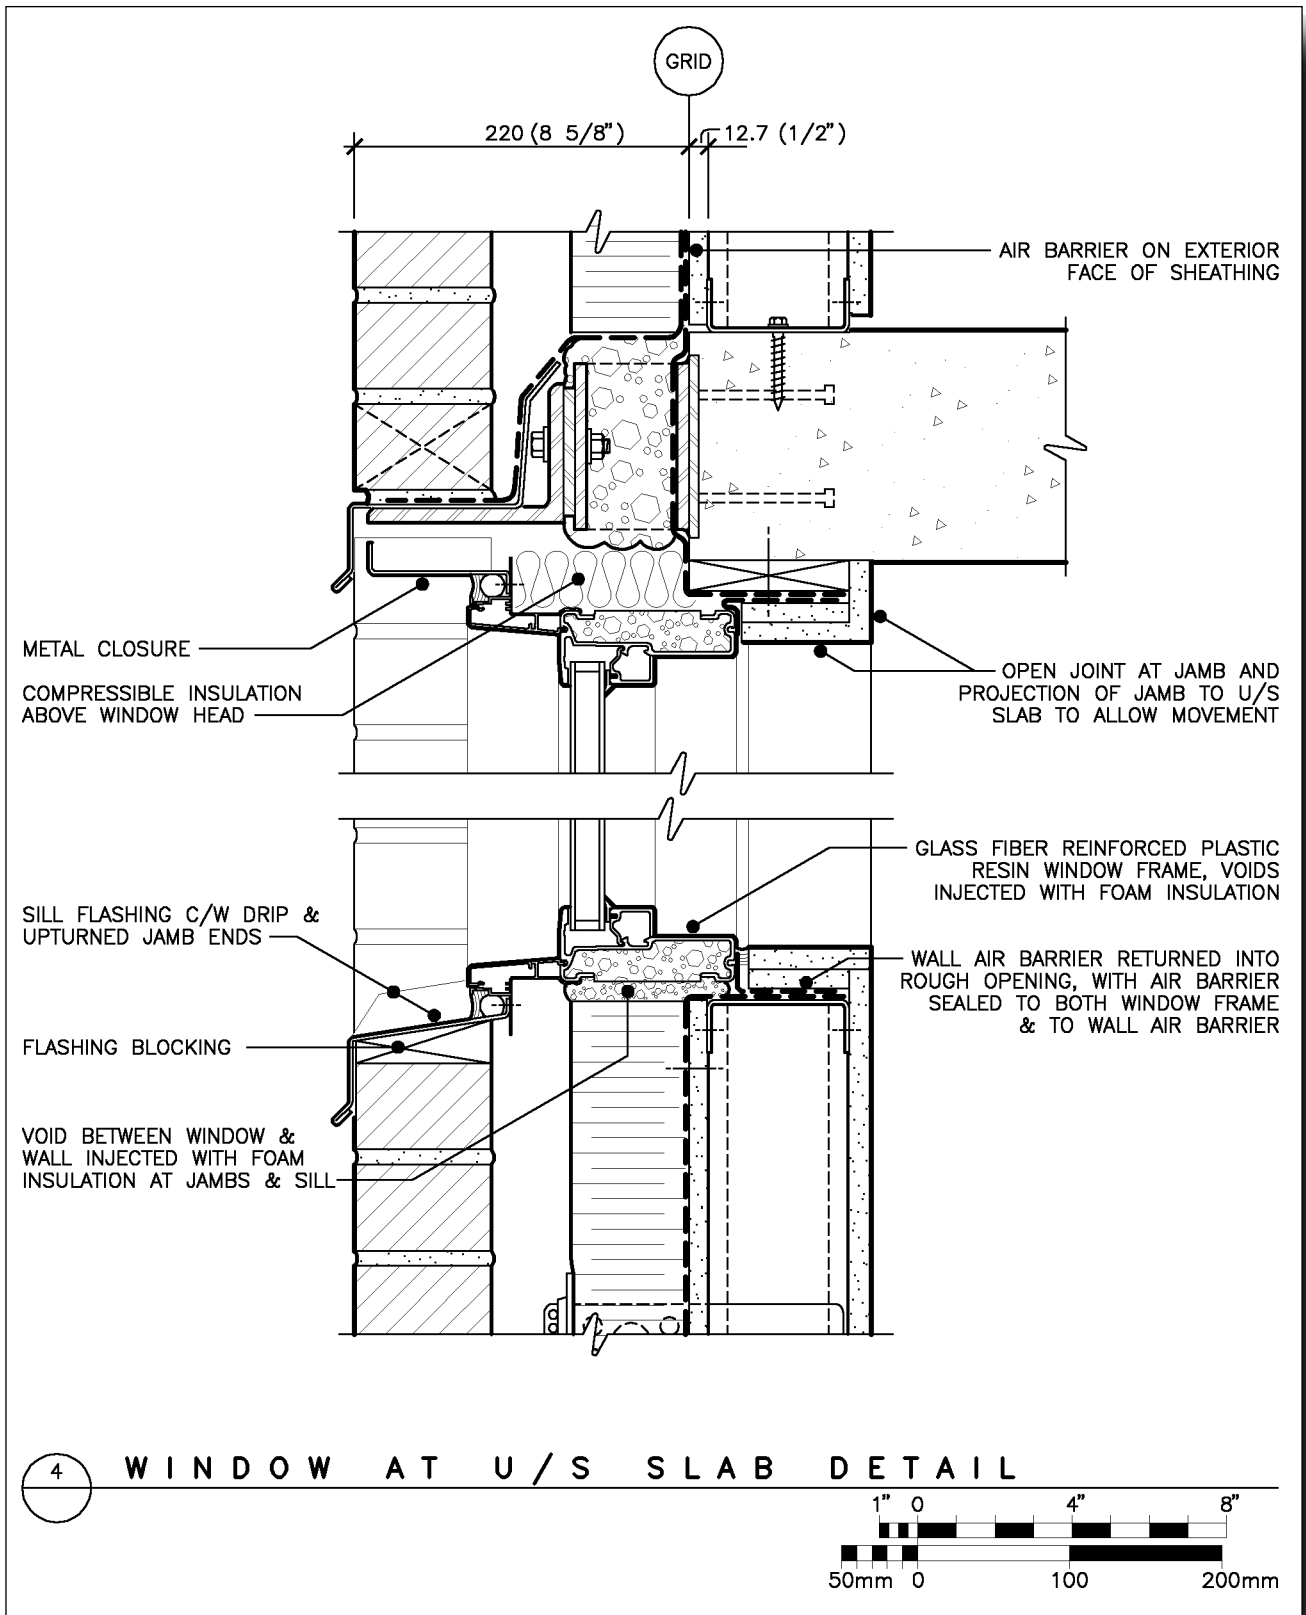 GRID
220 (8 5/8")
12.7 (1/2")
AIR BARRIER ON EXTERIOR
FACE OF SHEATHING
METAL CLOSURE
COMPRESSIBLE INSULATION
ABOVE WINDOW HEAD
OPEN JOINT AT JAMB AND
PROJECTION OF JAMB TO U/S
SLAB TO ALLOW MOVEMENT
GLASS FIBER REINFORCED PLASTIC
RESIN WINDOW FRAME, VOIDS
INJECTED WITH FOAM INSULATION
SILL FLASHING C/W DRIP &
UPTURNED JAMB ENDS
WALL AIR BARRIER RETURNED INTO
ROUGH OPENING, WITH AIR BARRIER
SEALED TO BOTH WINDOW FRAME
& TO WALL AIR BARRIER
FLASHING BLOCKING
VOID BETWEEN WINDOW &
WALL INJECTED WITH FOAM
INSULATION AT JAMBS & SILL
4
WINDOW AT U/S SLAB DETAIL
1" 0 4" 8"
50mm 0 100 200mm